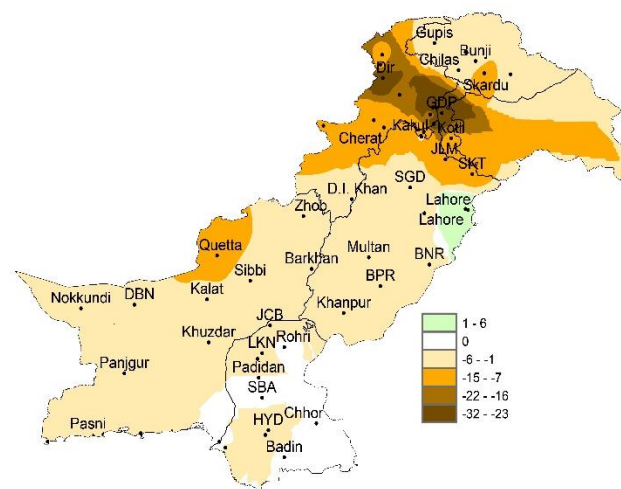 Gupis
Bunji
Chilas
Dir
Skardu
GDP
Kakul Kotli
Cherat
JLM
SKT
SGD
D.I. Khan
Lahore
Zhob
Lahore
Quetta
Multan
BNR
Barkhan
Sibbi
BPR
Kalat
DBN
Nokkundi
Khanpur
JCB
1 - 6
Khuzdar
LKN
Rohri
0
-6 - -1
Panjgur
Padidan
-15 - -7
SBA
-22 - -16
Pasni
HYD
Chhor
-32 - -23
Badin